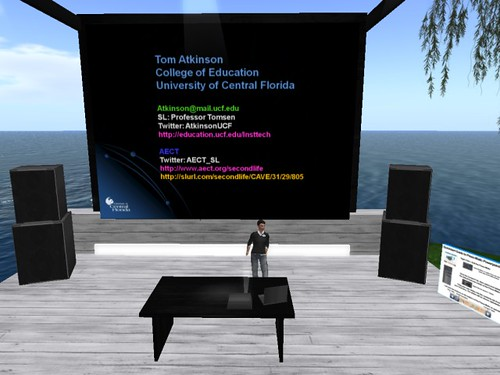 Tom Atkinson
College of Education
University of Central Florida
Atkinson@mail.ucf.edu
SL: Professor Tomsen
Twitter: AtkinsonUCF
http://education.ucf.edu/insttech
AECT
Twitter: AECT_SL
http://www.aect.org/secondlife
http://slurl.com/secondlife/CAVE/31/29/805
Central
Florida